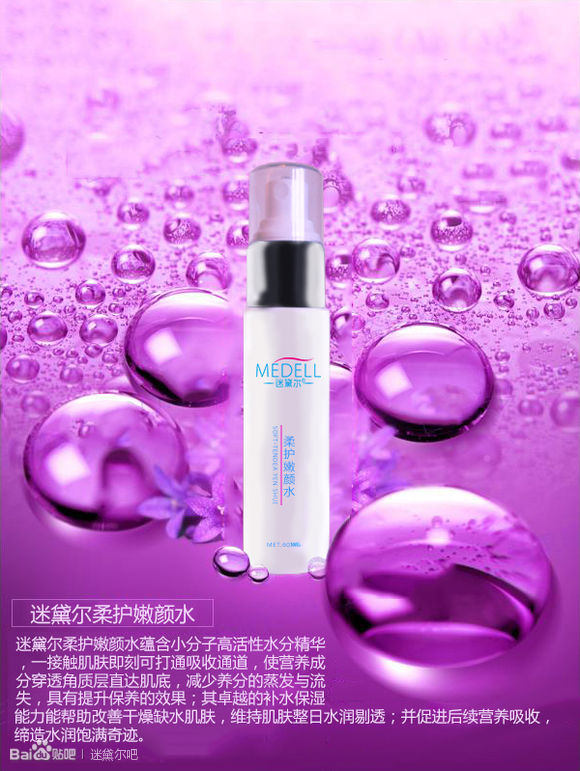 MEDELL
迷黛尔®
柔护嫩颜水
SOFT-TENDER YEN SHUI
迷黛尔柔护嫩颜水
迷黛尔柔护嫩颜水蕴含小分子高活性水分精华
，一接触肌肤即刻可打通吸收通道，使营养成
分穿透角质层直达肌底，减少养分的蒸发与流
失，具有提升保养的效果；其卓越的补水保湿
能力能帮助改善干燥缺水肌肤，维持肌肤整日水润剔透；并促进后续营养吸收，
缔造水润饱满奇迹。
Bai贴吧 | 迷黛尔吧